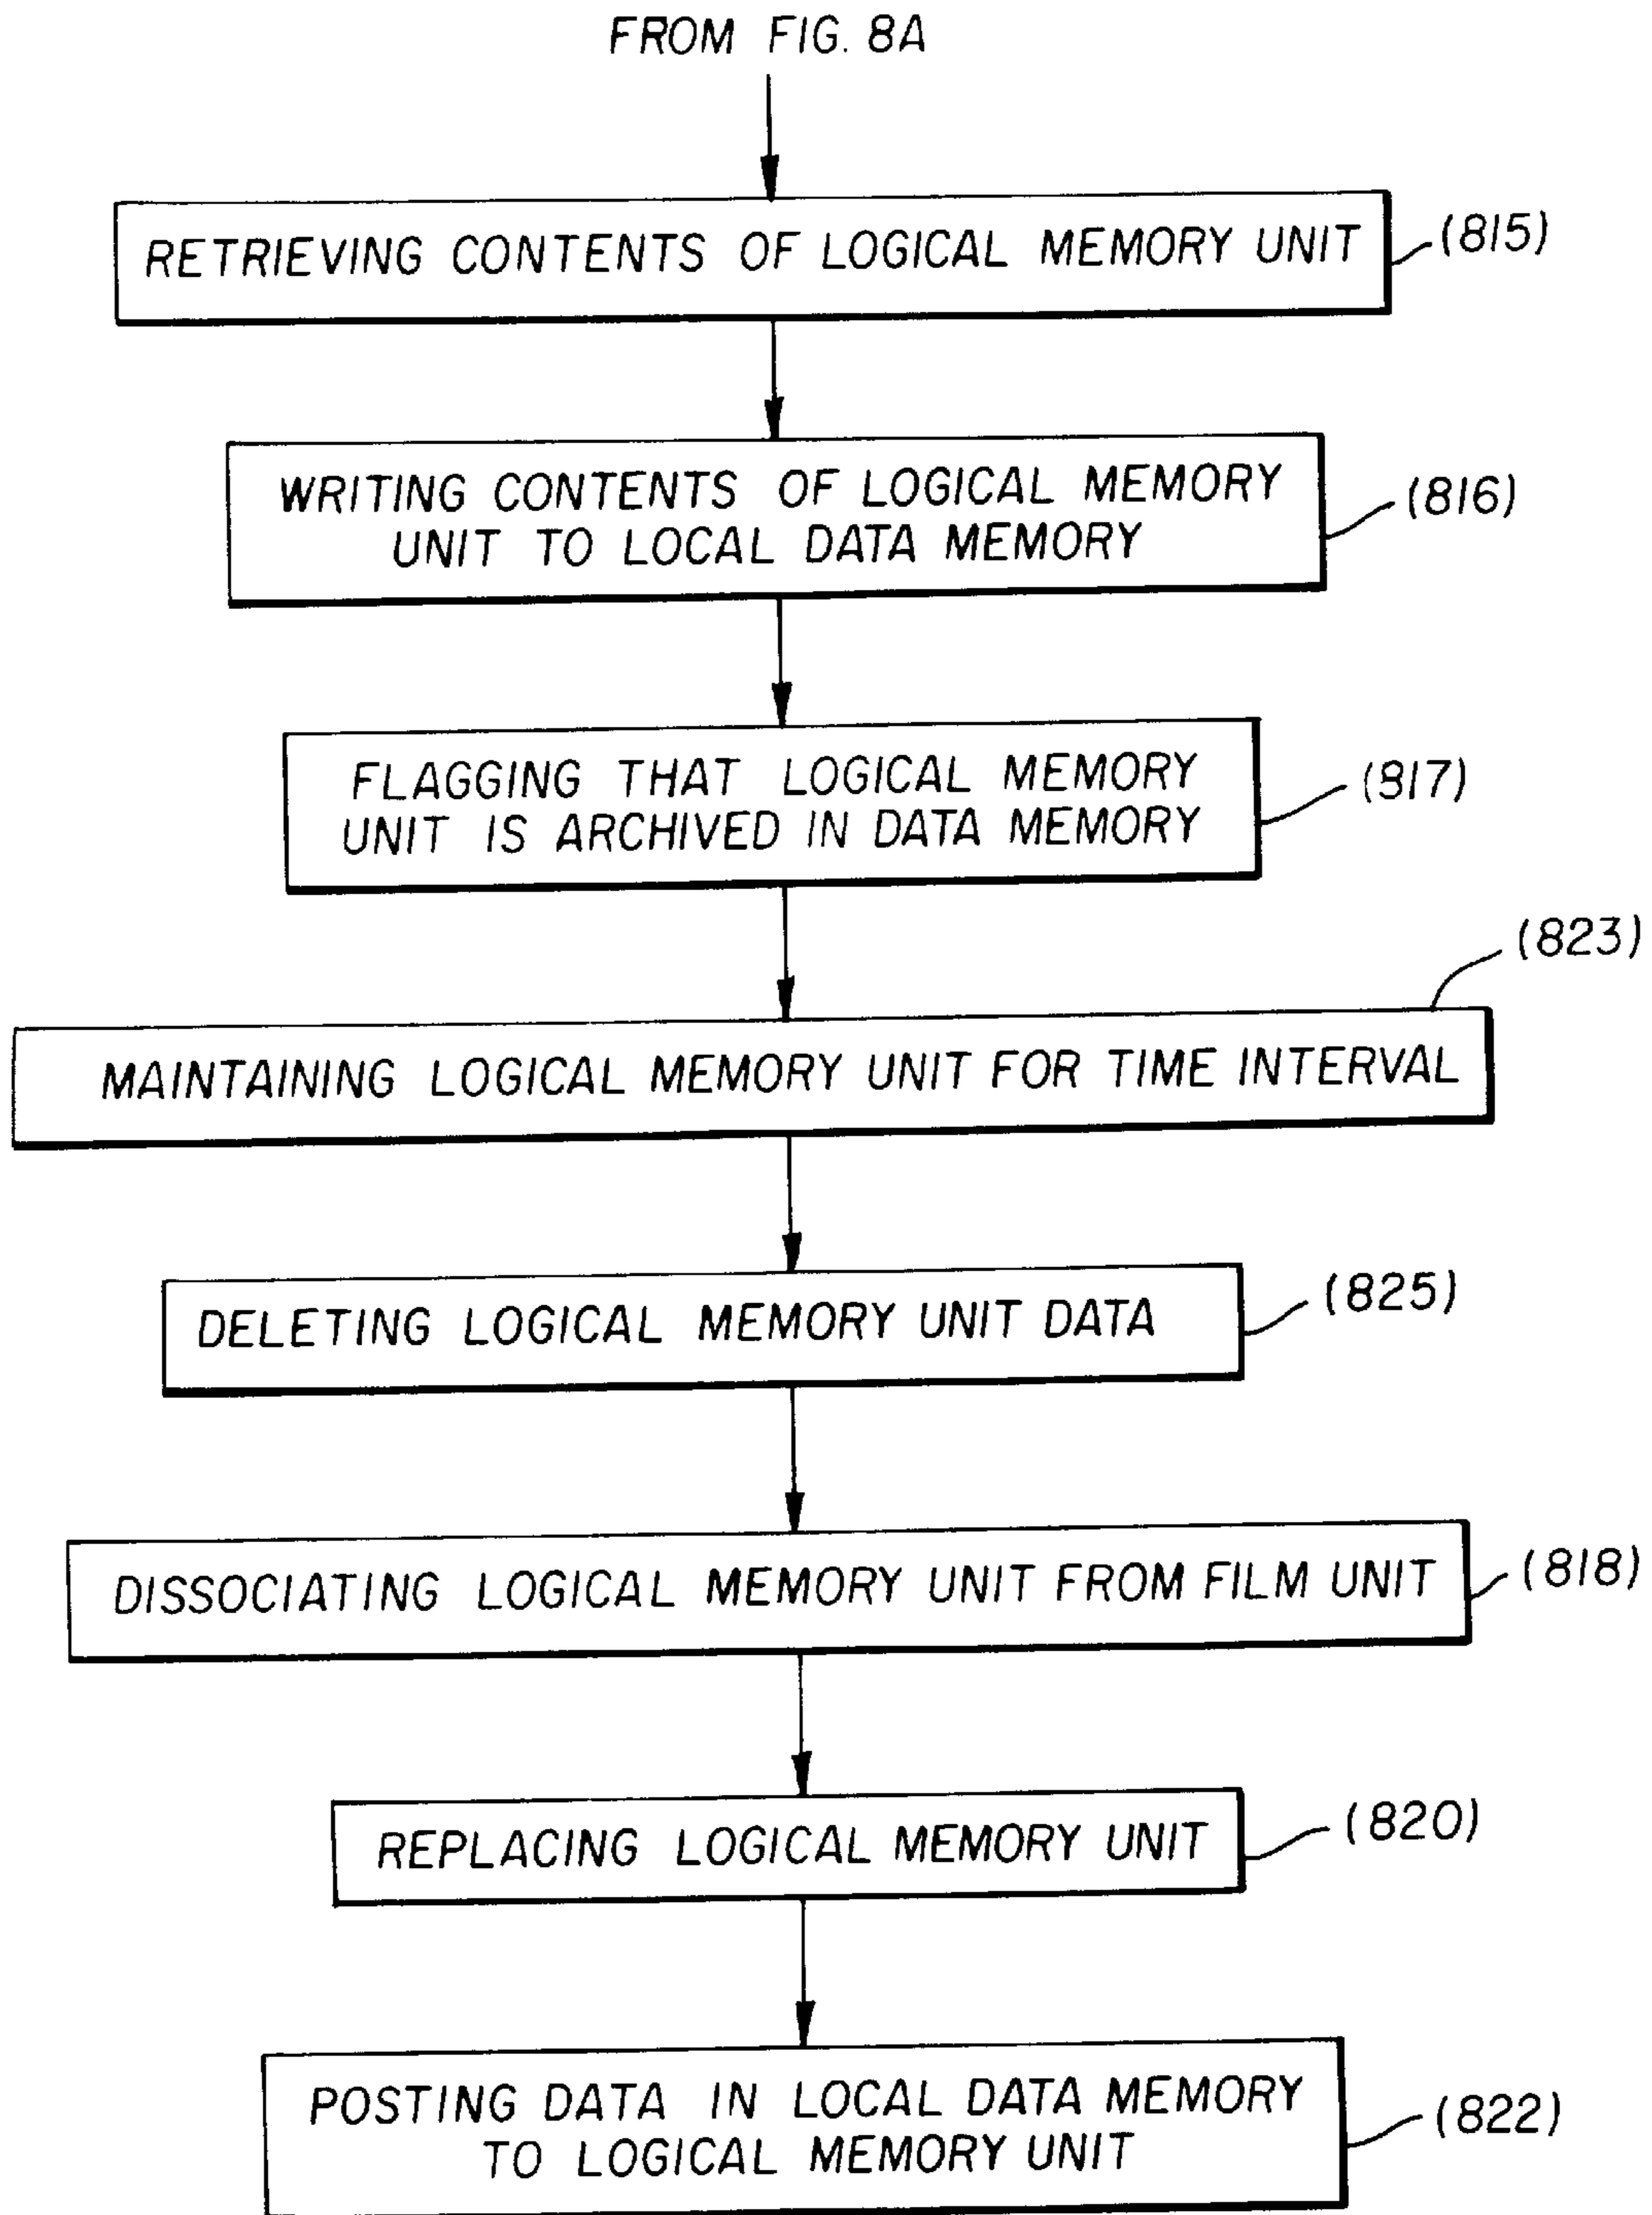 FROM FIG. 8A
RETRIEVING CONTENTS OF LOGICAL MEMORY UNIT
(815)
WRITING CONTENTS OF LOGICAL MEMORY
UNIT TO LOCAL DATA MEMORY
(816)
FLAGGING THAT LOGICAL MEMORY
UNIT IS ARCHIVED IN DATA MEMORY
(817)
(823)
MAINTAINING LOGICAL MEMORY UNIT FOR TIME INTERVAL
DELETING LOGICAL MEMORY UNIT DATA
(825)
DISSOCIATING LOGICAL MEMORY UNIT FROM FILM UNIT
(818)
REPLACING LOGICAL MEMORY UNIT
(820)
POSTING DATA IN LOCAL DATA MEMORY
TO LOGICAL MEMORY UNIT
(822)